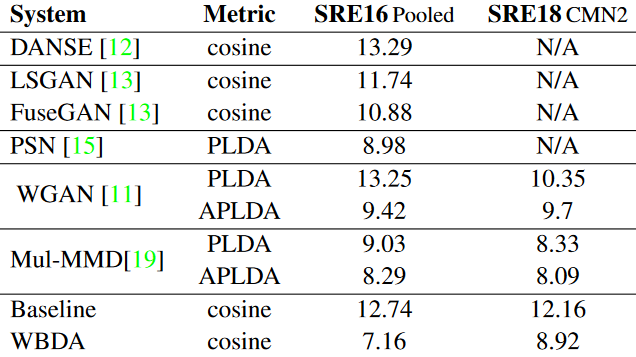 System Metric SRE16 Pooled SRE18 CMN2
DANSE [12] cosine 13.29 N/A
LSGAN [13] cosine 11.74 N/A
FuseGAN [13] cosine 10.88 N/A
PSN [15] PLDA 8.98 N/A
WGAN [11] PLDA 13.25 10.35
APLDA 9.42 9.7
Mul-MMD[19] PLDA 9.03 8.33
APLDA 8.29 8.09
Baseline cosine 12.74 12.16
WBDA cosine 7.16 8.92